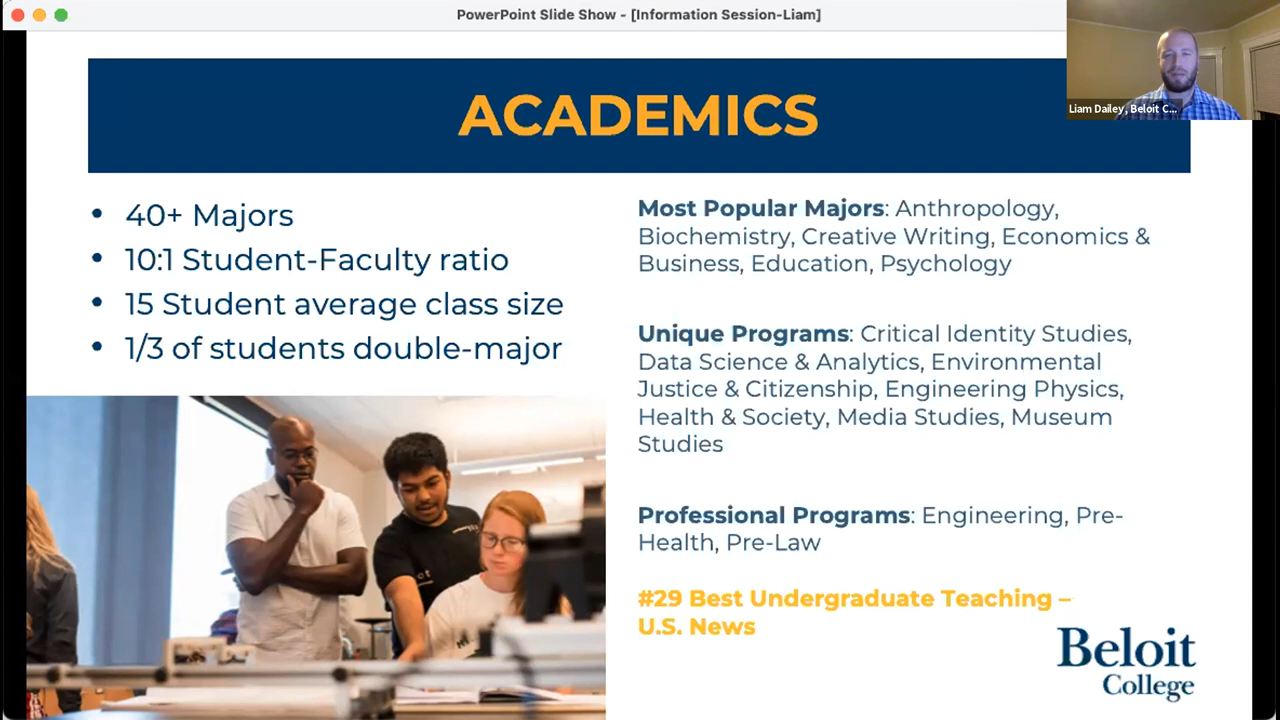 PowerPoint Slide Show - [Information Session-Liam]
Liam Dailey, Beloit C...
ACADEMICS
• 40+ Majors
• 10:1 Student-Faculty ratio
• 15 Student average class size
• 1/3 of students double-major
Most Popular Majors: Anthropology,
Biochemistry, Creative Writing, Economics &
Business, Education, Psychology
Unique Programs: Critical Identity Studies,
Data Science & Analytics, Environmental
Justice & Citizenship, Engineering Physics,
Health & Society, Media Studies, Museum
Studies
Professional Programs: Engineering, Pre-
Health, Pre-Law
#29 Best Undergraduate Teaching –
U.S. News
Beloit
College